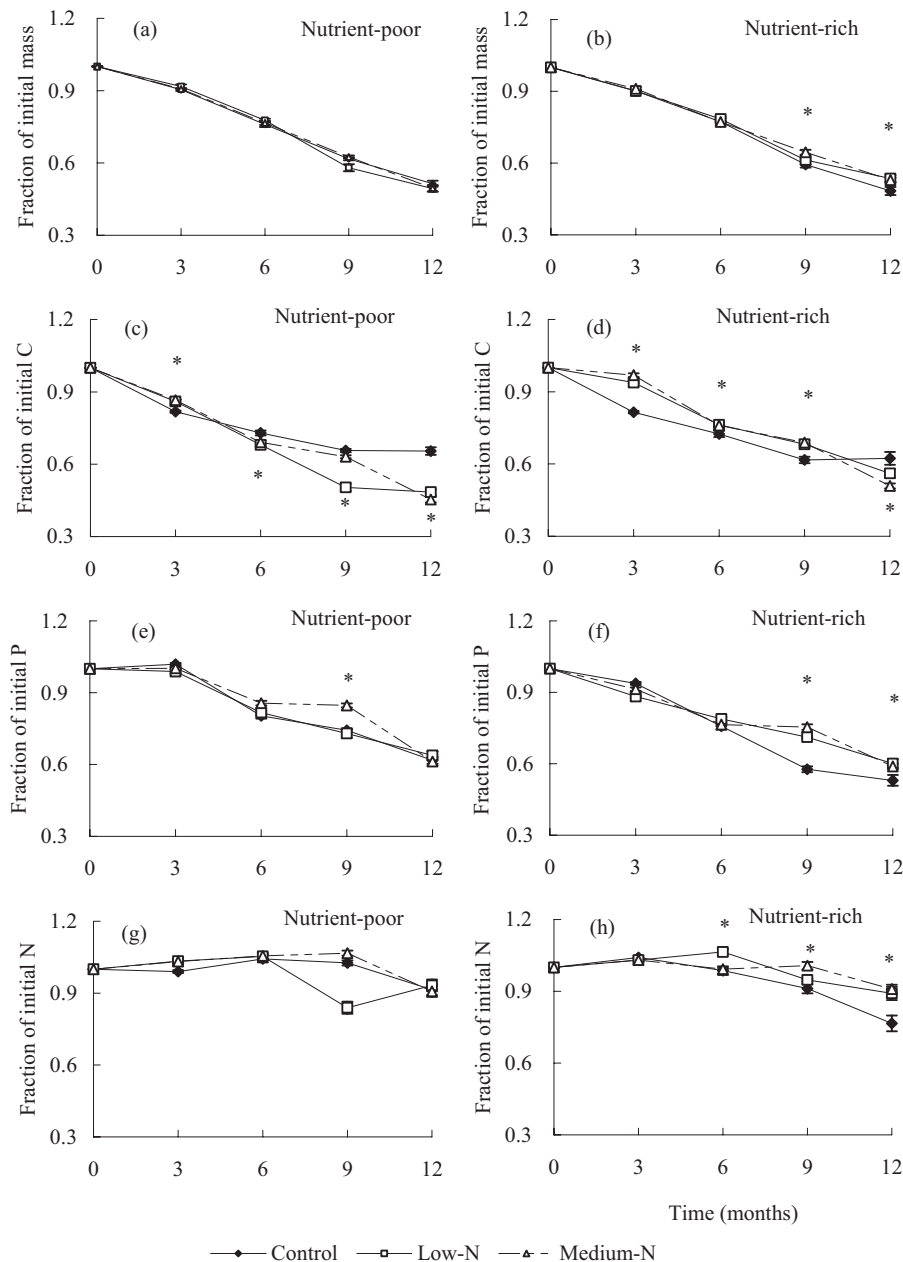 (a)
Nutrient-poor
Fraction of initial mass
1.2
0.9
0.6
0.3
0 3 6 9 12
(b)
Nutrient-rich
Fraction of initial mass
1.2
0.9
0.6
0.3
* *
0 3 6 9 12
(c)
Nutrient-poor
Fraction of initial C
1.2
0.9
0.6
0.3
* * * *
0 3 6 9 12
(d)
Nutrient-rich
Fraction of initial C
1.2
0.9
0.6
0.3
* * * *
0 3 6 9 12
(e)
Nutrient-poor
Fraction of initial P
1.2
0.9
0.6
0.3
*
0 3 6 9 12
(f)
Nutrient-rich
Fraction of initial P
1.2
0.9
0.6
0.3
* *
0 3 6 9 12
(g)
Nutrient-poor
Fraction of initial N
1.2
0.9
0.6
0.3
0 3 6 9 12
(h)
Nutrient-rich
Fraction of initial N
1.2
0.9
0.6
0.3
* * *
0 3 6 9 12
Time (months)
Control Low-N Medium-N